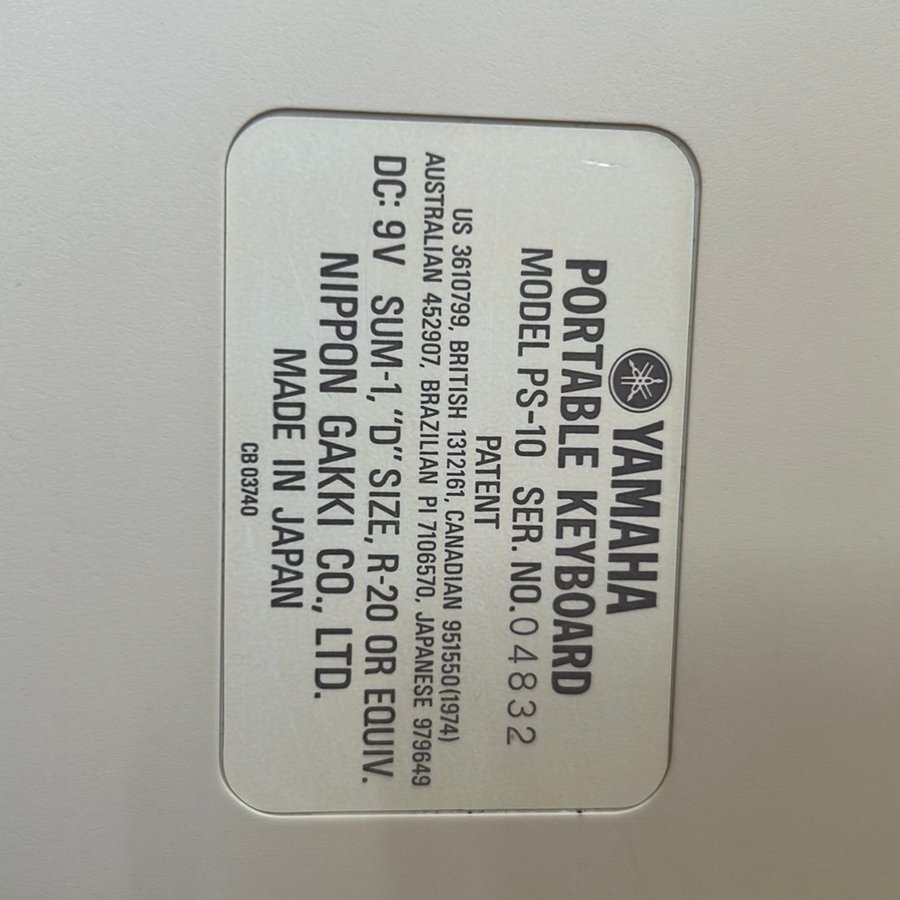 YAMAHA
PORTABLE KEYBOARD
MODEL PS-10 SER. NO. 04832
PATENT
US 3610799, BRITISH 1312161, CANADIAN 951550(1974)
AUSTRALIAN 452907, BRAZILIAN PI 7106570, JAPANESE 979649
DC: 9V SUM-1, "D" SIZE, R-20 OR EQUIV.
NIPPON GAKKI CO., LTD.
MADE IN JAPAN
CB 03740